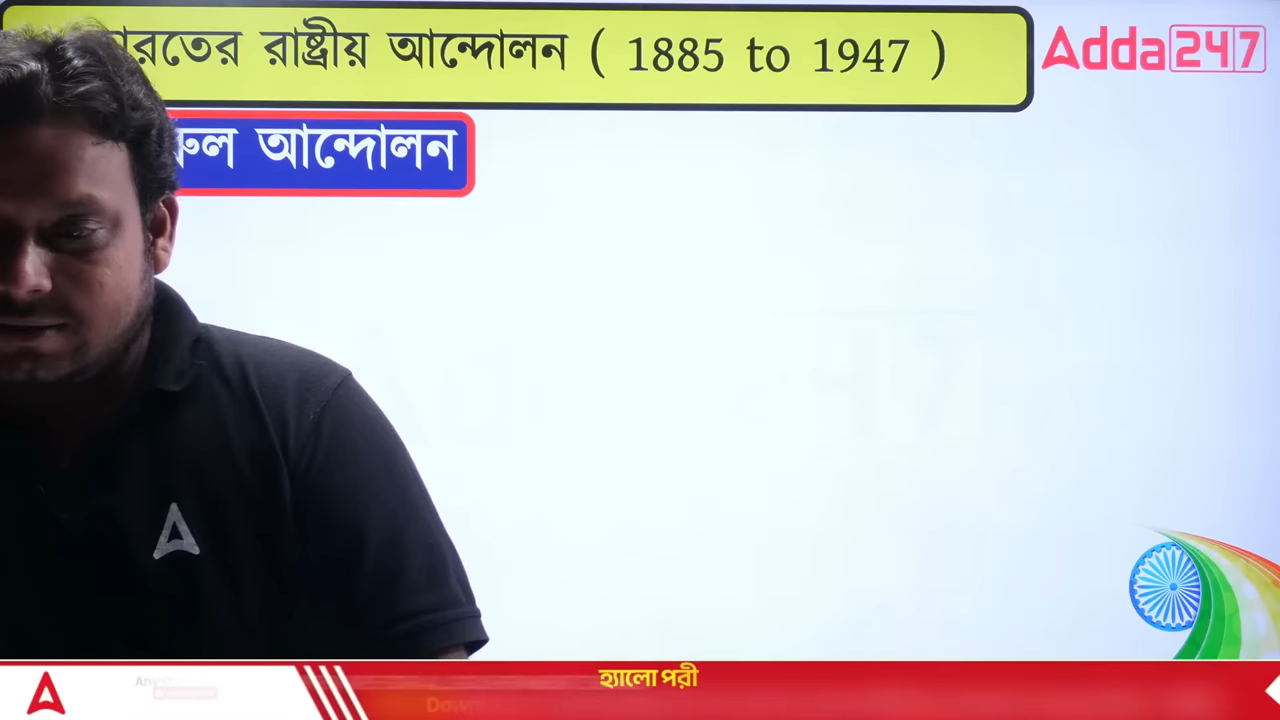 ারতের রাষ্ট্রীয় আন্দোলন ( 1885 to 1947 )
Adda247
রুল আন্দোলন
হ্যালো পরী